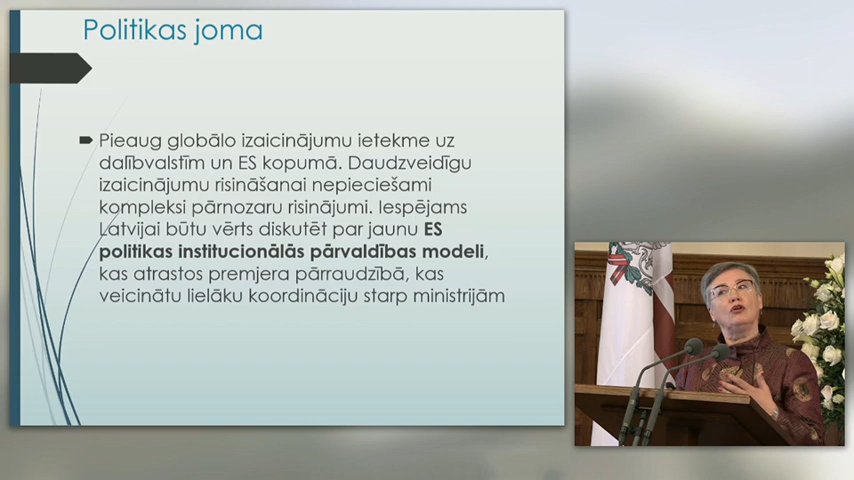 Politikas joma
Pieaug globālo izaicinājumu ietekme uz
dalībvalstīm un ES kopumā. Daudzveidīgu
izaicinājumu risināšanai nepieciešami
kompleksi pārnozaru risinājumi. Iespējams
Latvijai būtu vērts diskutēt par jaunu ES
politikas institucionālās pārvaldības modeli,
kas atrastos premjera pārraudzībā, kas
veicinātu lielāku koordināciju starp ministrijām